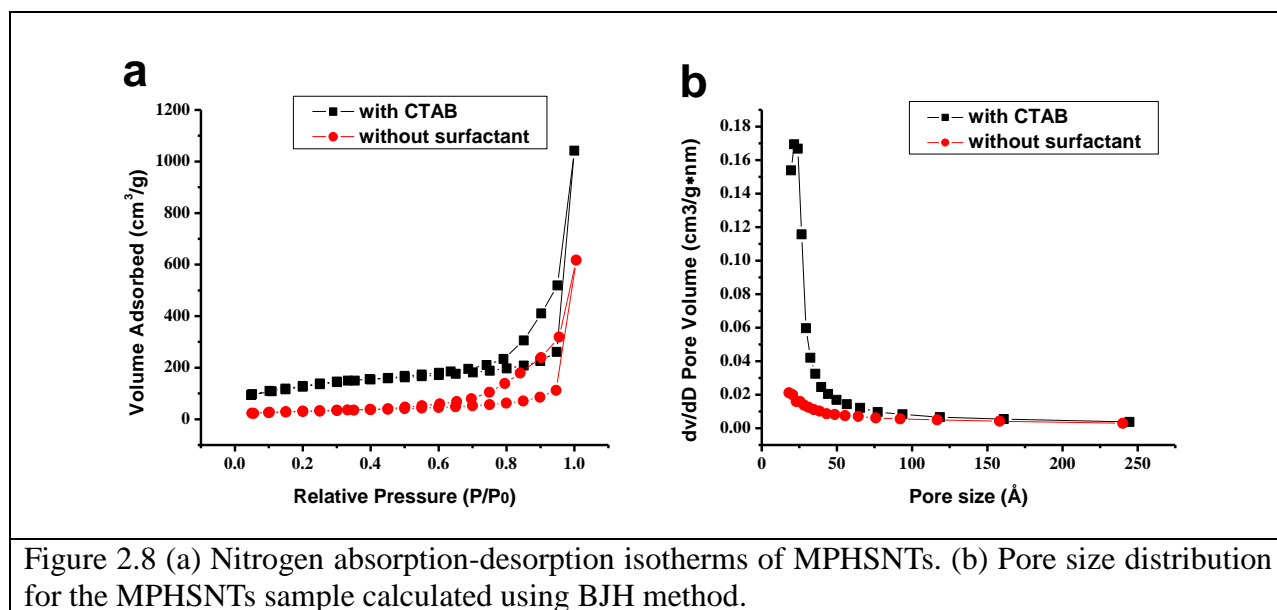 a
with CTAB
without surfactant
1200
1000
800
600
400
200
0
Volume Adsorbed (cm³/g)
0.0 0.2 0.4 0.6 0.8 1.0
Relative Pressure (P/P0)
b
with CTAB
without surfactant
0.18
0.16
0.14
0.12
0.10
0.08
0.06
0.04
0.02
0.00
dv/dD Pore Volume (cm3/g*nm)
0 50 100 150 200 250
Pore size (Å)
Figure 2.8 (a) Nitrogen absorption-desorption isotherms of MPHSNTs. (b) Pore size distribution
for the MPHSNTs sample calculated using BJH method.